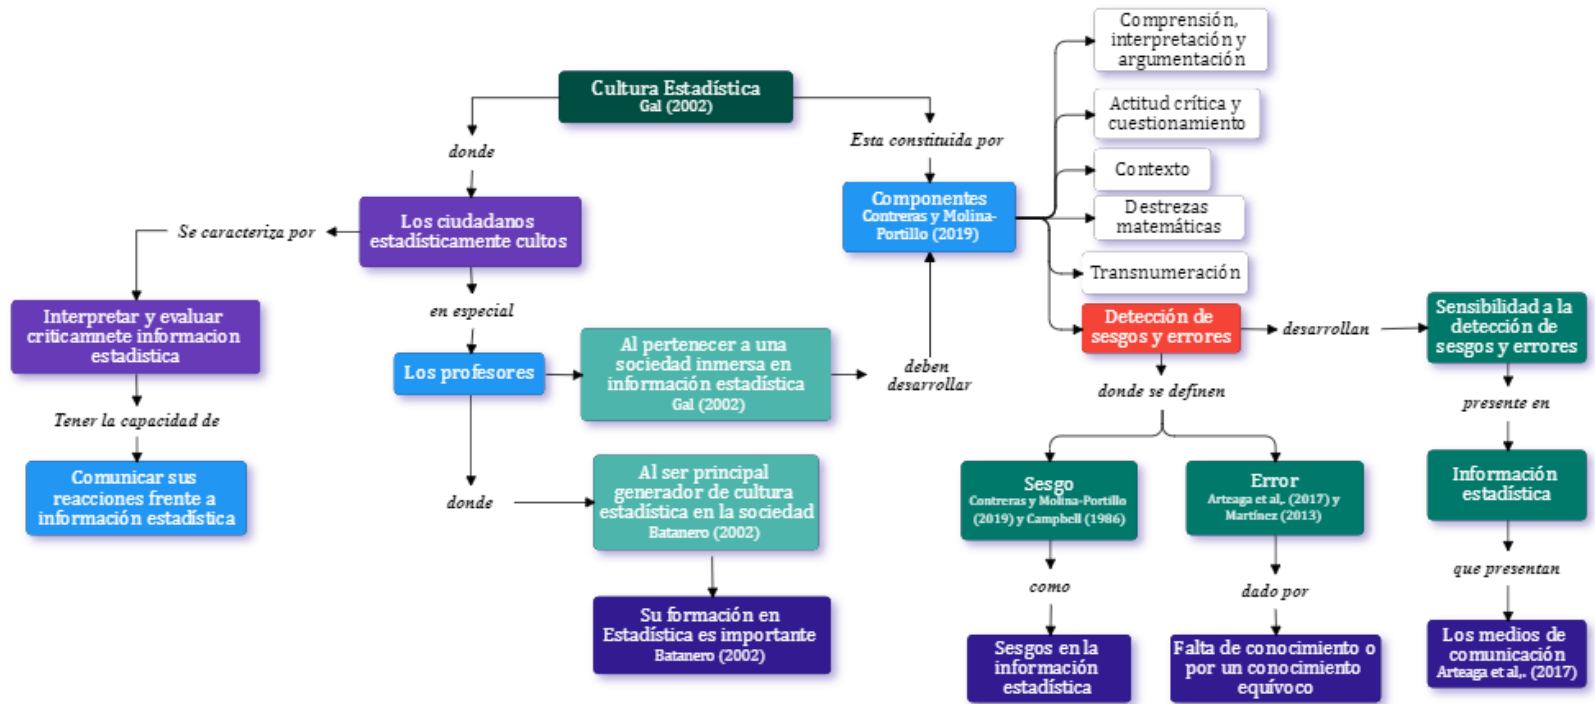 Cultura Estadística
Gal (2002)
donde
Los ciudadanos
estadísticamente cultos
Se caracteriza por
Interpretar y evaluar
criticamnete informacion
estadistica
Tener la capacidad de
Comunicar sus
reacciones frente a
información estadística
en especial
Los profesores
Al pertenecer a una
sociedad inmersa en
información estadística
Gal (2002)
deben
desarrollar
donde
Al ser principal
generador de cultura
estadística en la sociedad
Batanero (2002)
Su formación en
Estadística es importante
Batanero (2002)
Esta constituida por
Componentes
Contreras y Molina-
Portillo (2019)
Comprensión,
interpretación y
argumentación
Actitud crítica y
cuestionamiento
Contexto
Destrezas
matemáticas
Transnumeración
Detección de
sesgos y errores
donde se definen
Sesgo
Contreras y Molina-Portillo
(2019) y Campbell (1986)
como
Sesgos en la
información
estadística
Error
Arteaga et al,. (2017) y
Martínez (2013)
dado por
Falta de conocimiento o
por un conocimiento
equívoco
desarrollan
Sensibilidad a la
detección de
sesgos y errores
presente en
Información
estadística
que presentan
Los medios de
comunicación
Arteaga et al,. (2017)